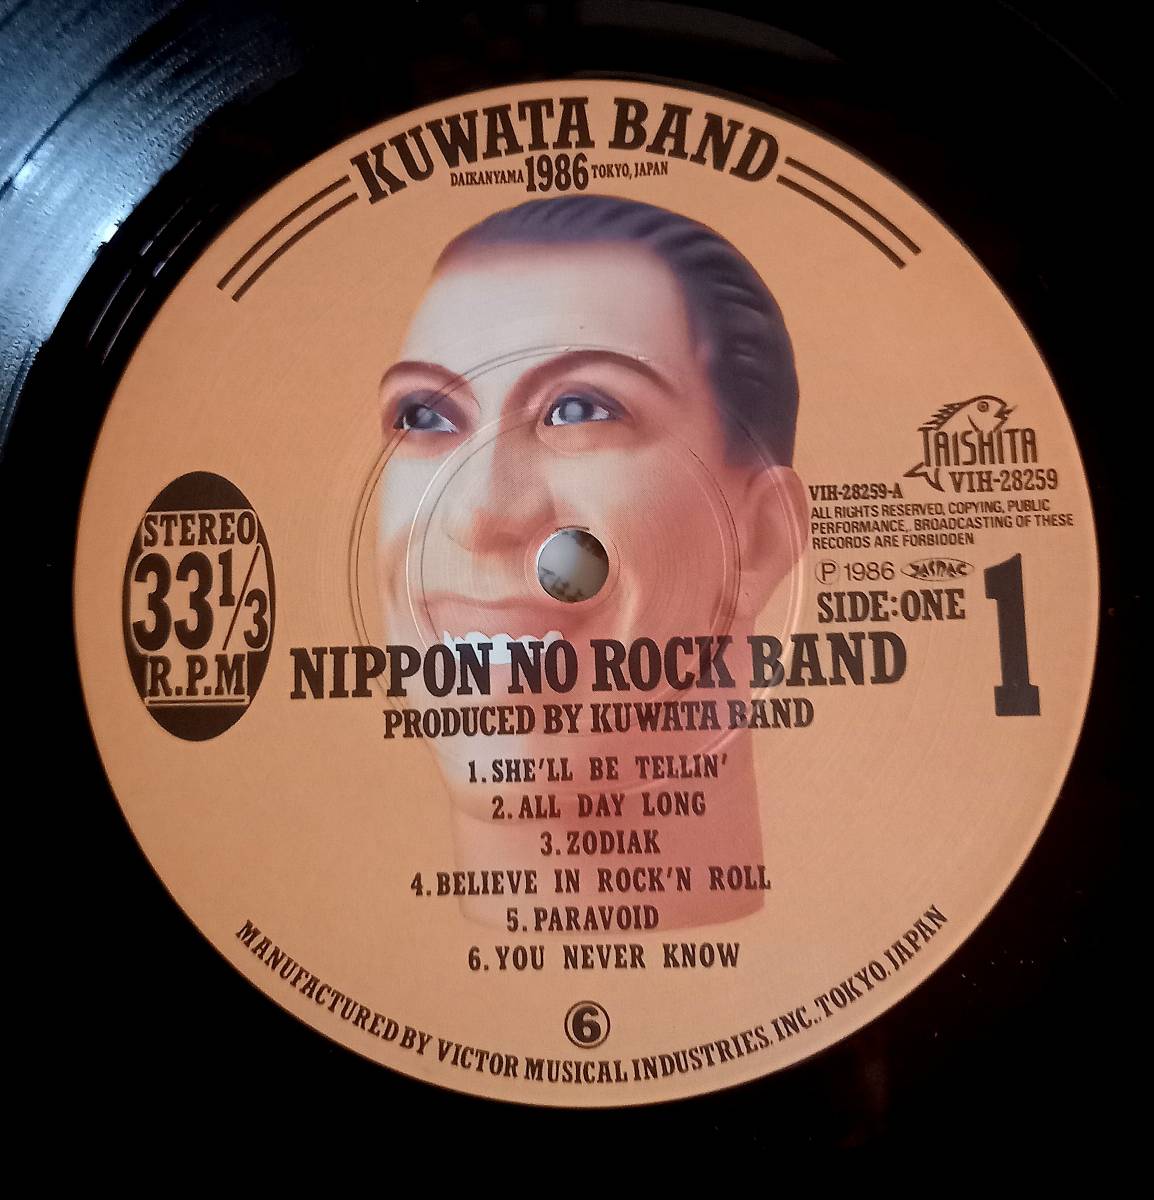 KUWATA BAND
DAIKANYAMA 1986 TOKYO, JAPAN
TAISHITA
VIH-28259-A VIH-28259
ALL RIGHTS RESERVED, COPYING, PUBLIC
PERFORMANCE, BROADCASTING OF THESE
RECORDS ARE FORBIDDEN
Ⓟ 1986 JASRAC
SIDE:ONE 1
STEREO
33 1/3
R.P.M
NIPPON NO ROCK BAND
PRODUCED BY KUWATA BAND
1. SHE'LL BE TELLIN'
2. ALL DAY LONG
3. ZODIAK
4. BELIEVE IN ROCK'N ROLL
5. PARAVOID
6. YOU NEVER KNOW
⑥
MANUFACTURED BY VICTOR MUSICAL INDUSTRIES, INC., TOKYO, JAPAN